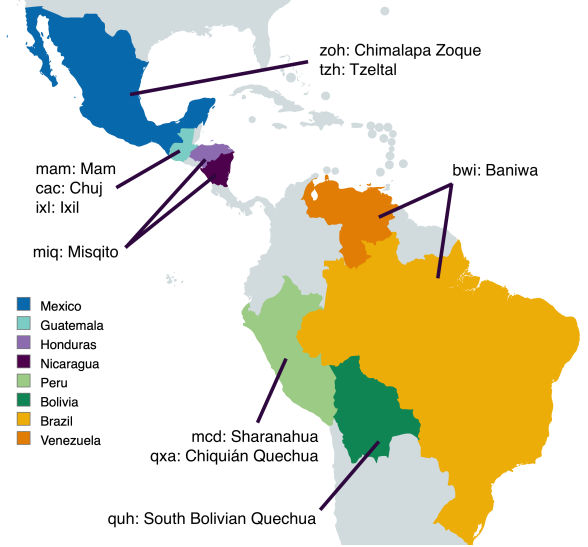 zoh: Chimalapa Zoque
tzh: Tzeltal
mam: Mam
cac: Chuj
ixl: Ixil
bwi: Baniwa
miq: Misqito
Mexico
Guatemala
Honduras
Nicaragua
Peru
Bolivia
Brazil
Venezuela
mcd: Sharanahua
qxa: Chiquián Quechua
quh: South Bolivian Quechua